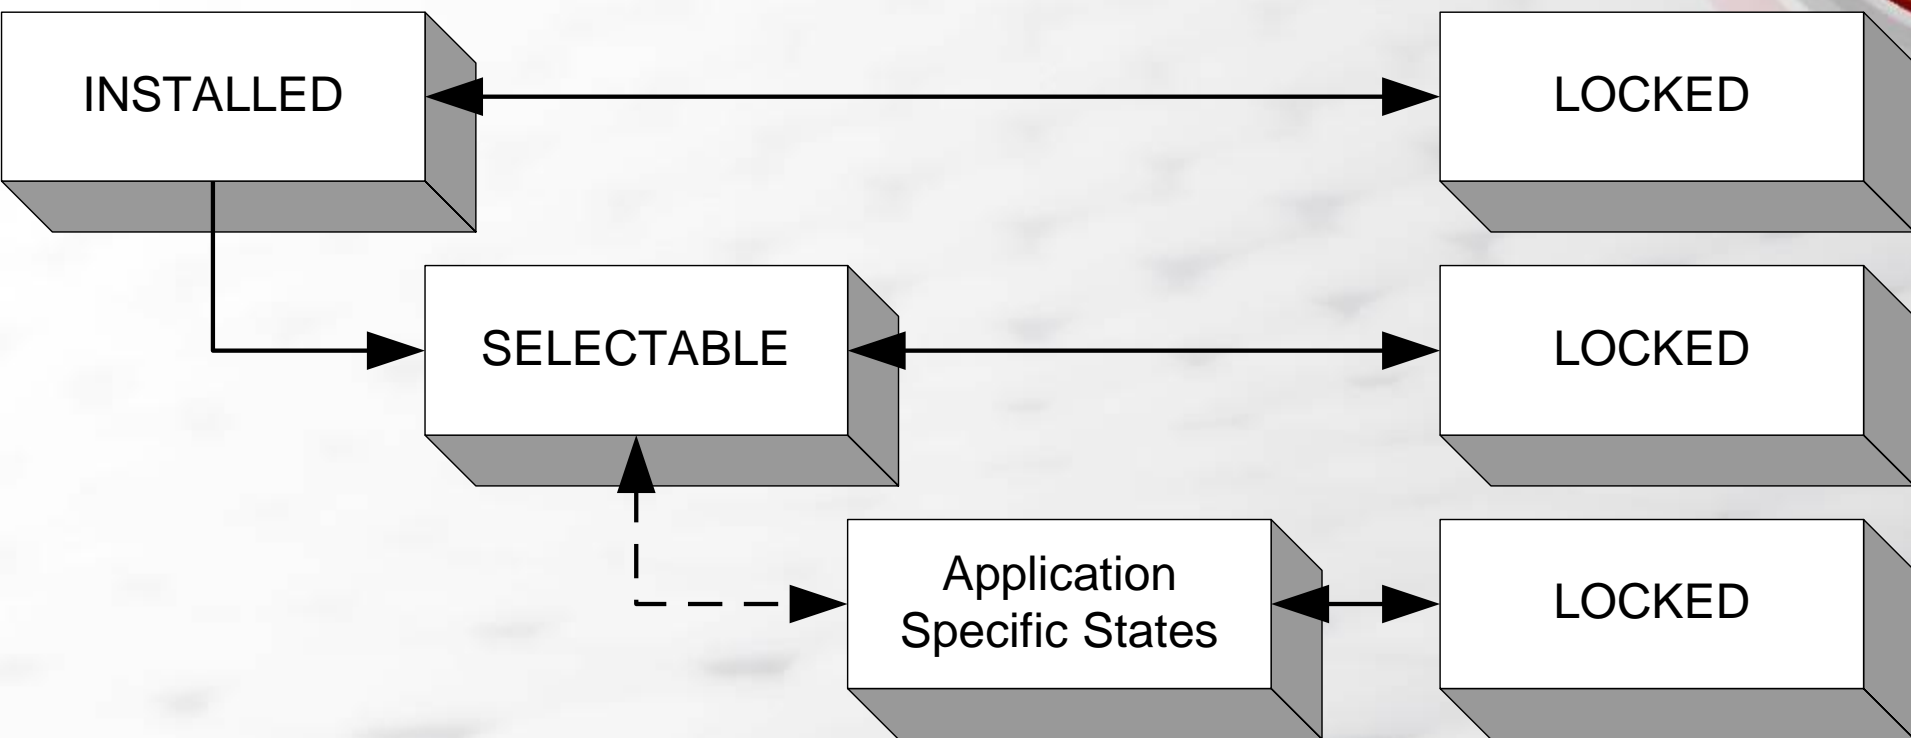 INSTALLED
LOCKED
SELECTABLE
LOCKED
Application
Specific States
LOCKED